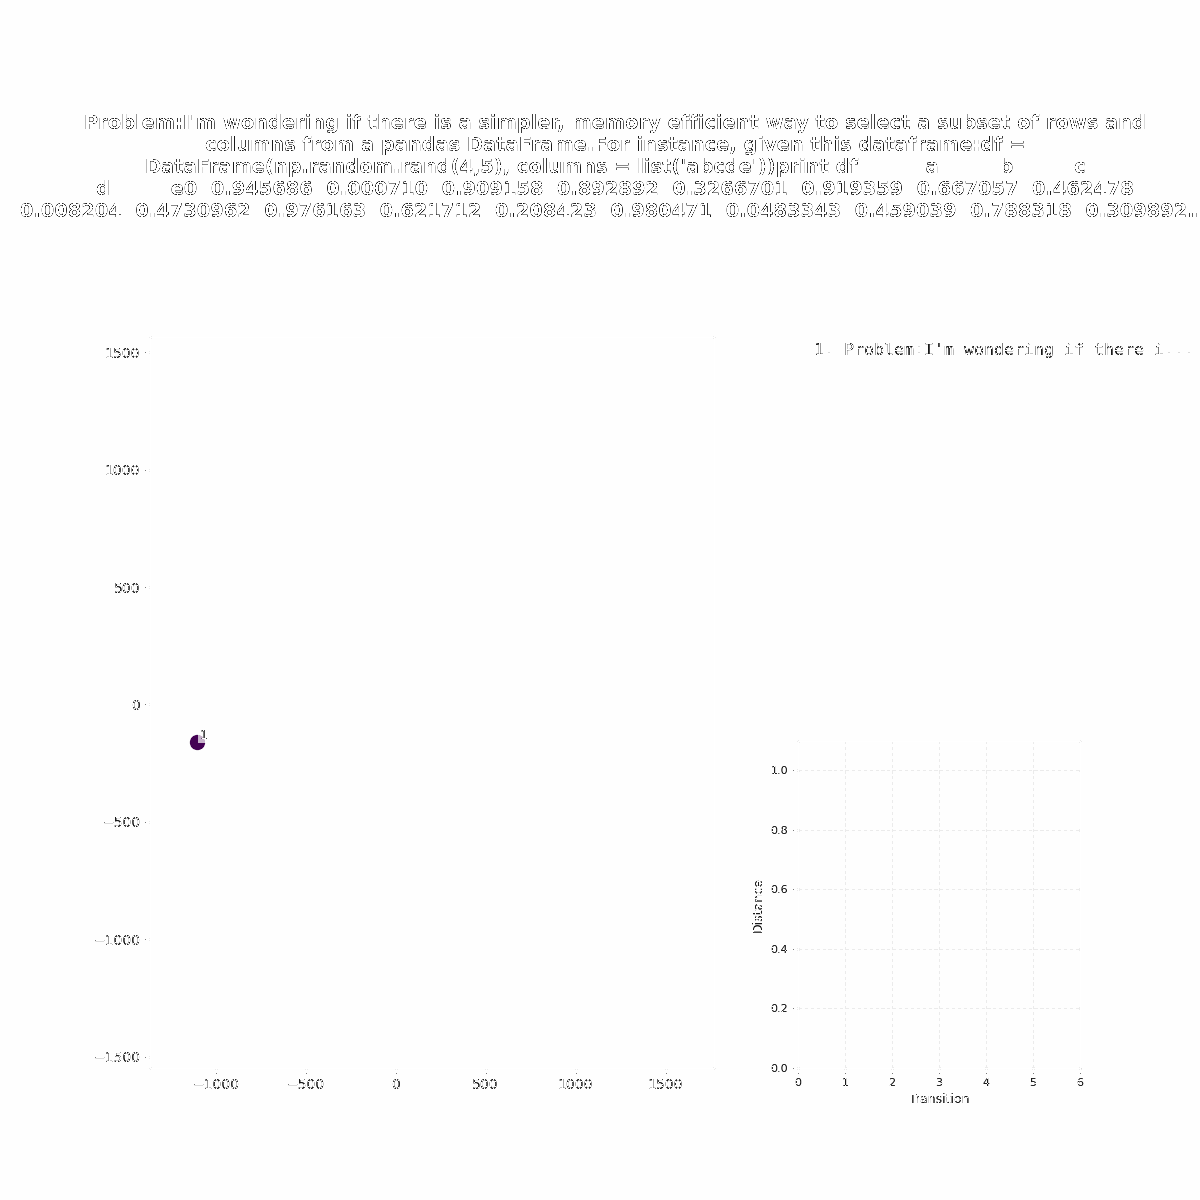 Problem:I'm wondering if there is a simpler, memory efficient way to select a subset of rows and
columns from a pandas DataFrame.For instance, given this dataframe:df =
DataFrame(np.random.rand(4,5), columns = list('abcde'))print df a b c
d e0 0.945686 0.000710 0.909158 0.892892 0.3266701 0.919359 0.667057 0.462478
0.008204 0.4730962 0.976163 0.621712 0.208423 0.980471 0.0483343 0.459039 0.788318 0.309892..
1. Problem:I'm wondering if there i...
1500
1000
500
0
−500
−1000
−1500
−1000 −500 0 500 1000 1500
1
1.0
0.8
0.6
0.4
0.2
0.0
Distance
0 1 2 3 4 5 6
Transition